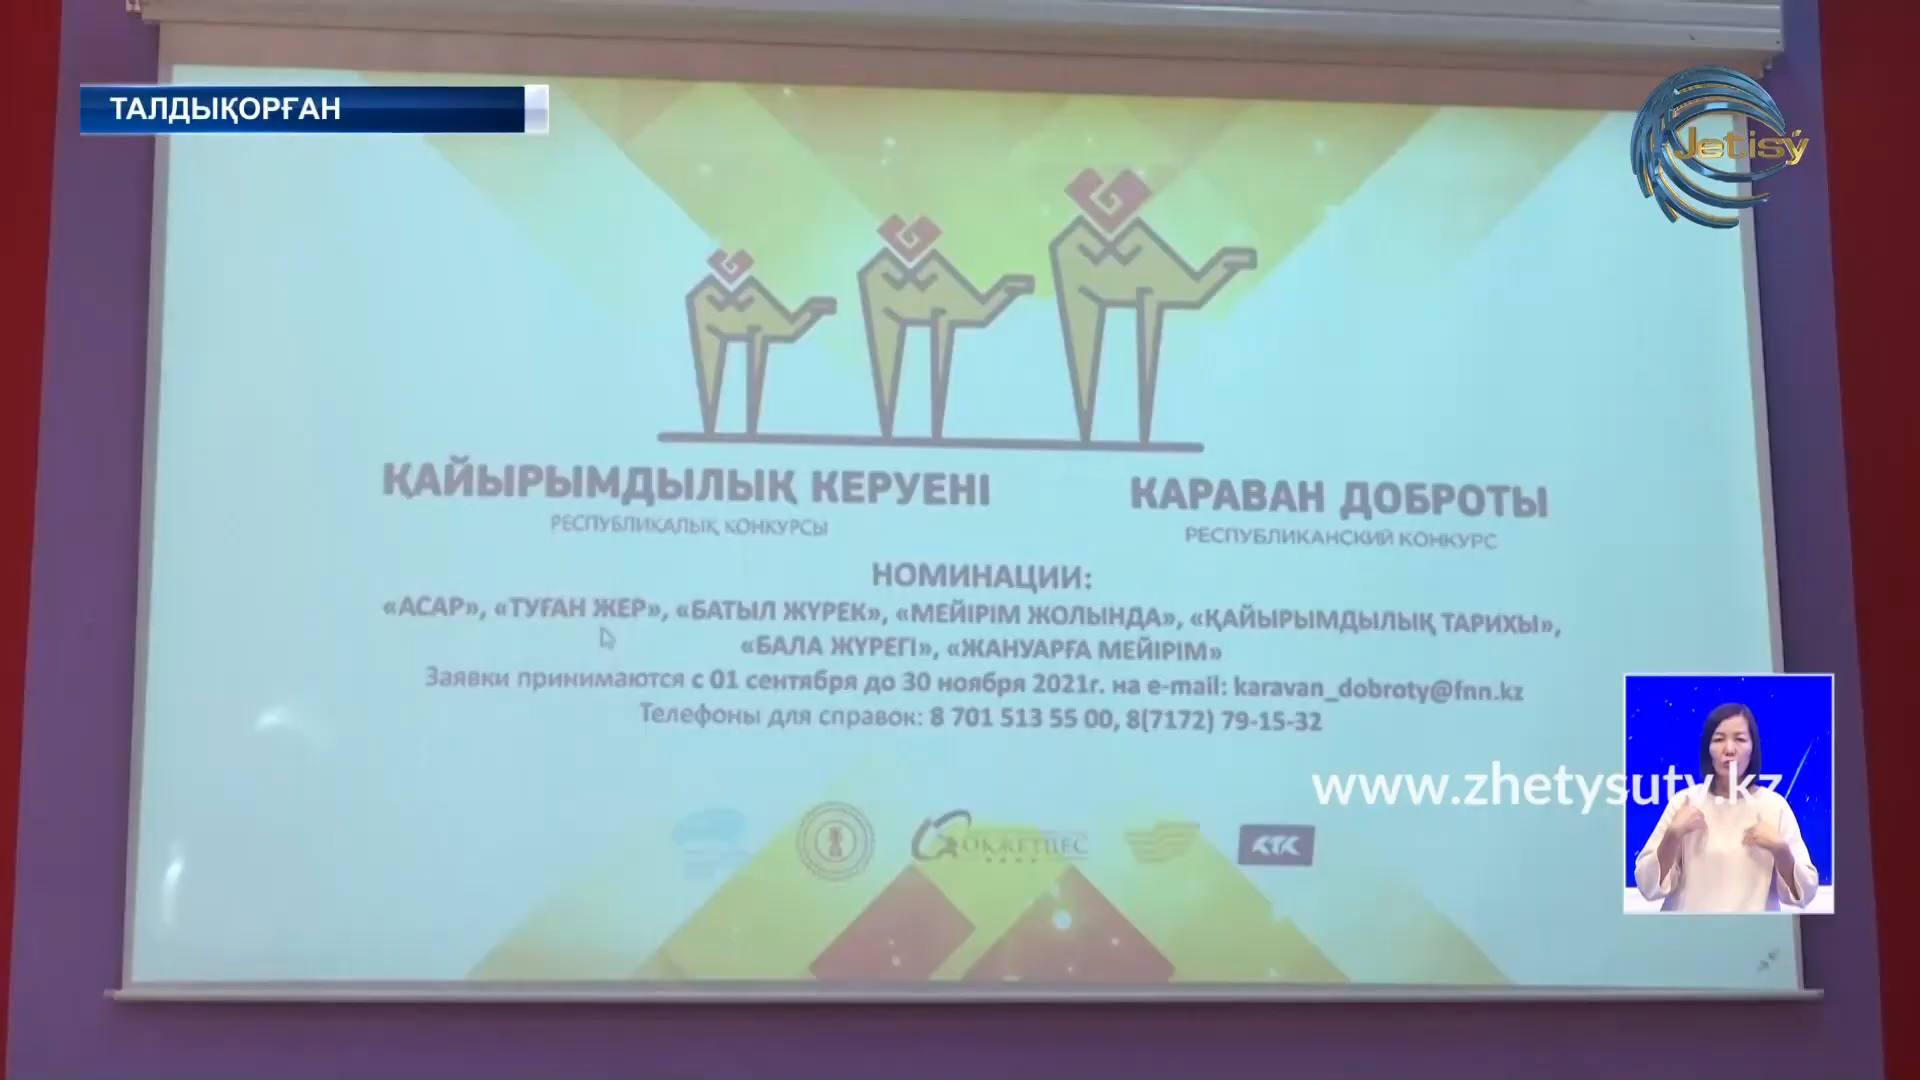 ТАЛДЫҚОРҒАН
Jetisý
ҚАЙЫРЫМДЫЛЫҚ КЕРУЕНІ
РЕСПУБЛИКАЛЫҚ КОНКУРСЫ
КАРАВАН ДОБРОТЫ
РЕСПУБЛИКАНСКИЙ КОНКУРС
НОМИНАЦИИ:
«АСАР», «ТУҒАН ЖЕР», «БАТЫЛ ЖҮРЕК», «МЕЙІРІМ ЖОЛЫНДА», «ҚАЙЫРЫМДЫЛЫҚ ТАРИХЫ»,
«БАЛА ЖҮРЕГІ», «ЖАНУАРҒА МЕЙІРІМ»
Заявки принимаются с 01 сентября до 30 ноября 2021г. на e-mail: karavan_dobroty@fnn.kz
Телефоны для справок: 8 701 513 55 00, 8(7172) 79-15-32
www.zhetysutv.kz
ОКЖЕТПЕС
КТК